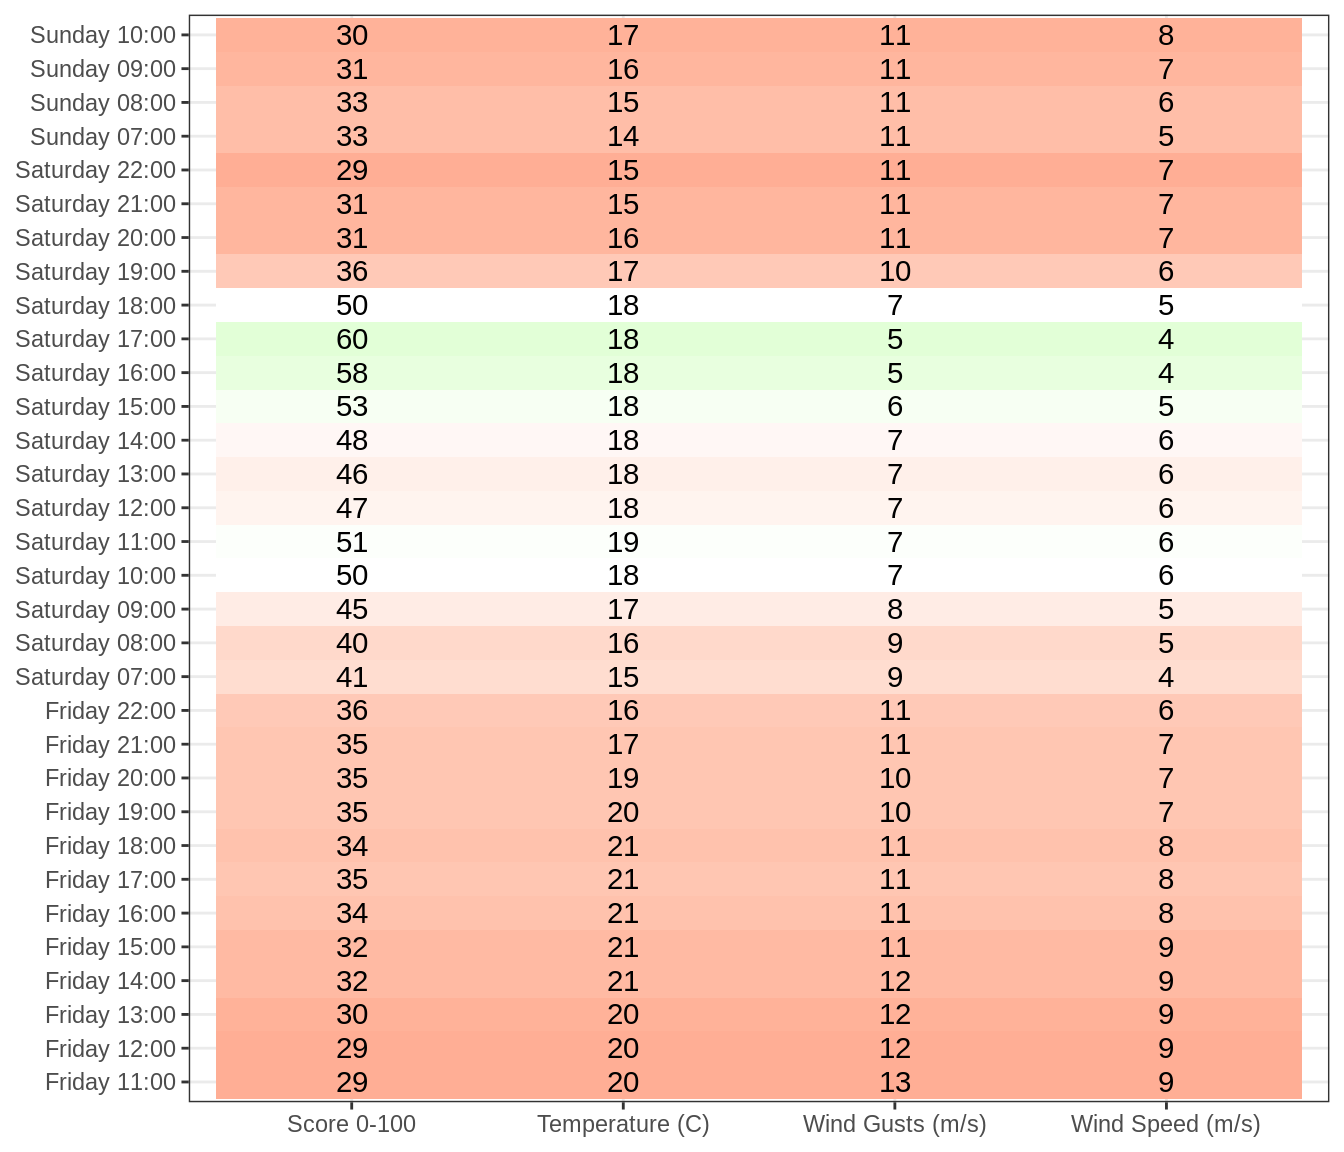 Sunday 10:00 30 17 11 8
Sunday 09:00 31 16 11 7
Sunday 08:00 33 15 11 6
Sunday 07:00 33 14 11 5
Saturday 22:00 29 15 11 7
Saturday 21:00 31 15 11 7
Saturday 20:00 31 16 11 7
Saturday 19:00 36 17 10 6
Saturday 18:00 50 18 7 5
Saturday 17:00 60 18 5 4
Saturday 16:00 58 18 5 4
Saturday 15:00 53 18 6 5
Saturday 14:00 48 18 7 6
Saturday 13:00 46 18 7 6
Saturday 12:00 47 18 7 6
Saturday 11:00 51 19 7 6
Saturday 10:00 50 18 7 6
Saturday 09:00 45 17 8 5
Saturday 08:00 40 16 9 5
Saturday 07:00 41 15 9 4
Friday 22:00 36 16 11 6
Friday 21:00 35 17 11 7
Friday 20:00 35 19 10 7
Friday 19:00 35 20 10 7
Friday 18:00 34 21 11 8
Friday 17:00 35 21 11 8
Friday 16:00 34 21 11 8
Friday 15:00 32 21 11 9
Friday 14:00 32 21 12 9
Friday 13:00 30 20 12 9
Friday 12:00 29 20 12 9
Friday 11:00 29 20 13 9
Score 0-100 Temperature (C) Wind Gusts (m/s) Wind Speed (m/s)